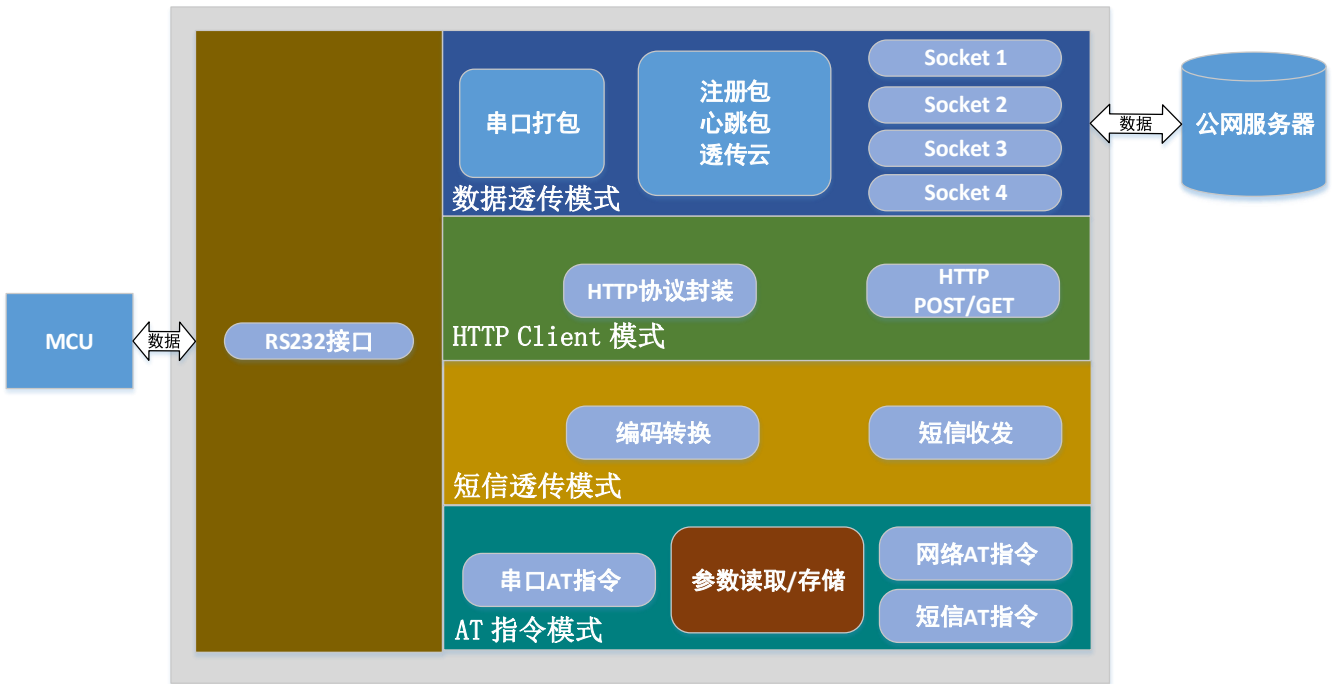 MCU
数据
RS232接口
串口打包
注册包
心跳包
透传云
Socket 1
Socket 2
Socket 3
Socket 4
数据透传模式
数据
公网服务器
HTTP协议封装
HTTP
POST/GET
HTTP Client 模式
编码转换
短信收发
短信透传模式
串口AT指令
参数读取/存储
网络AT指令
短信AT指令
AT 指令模式